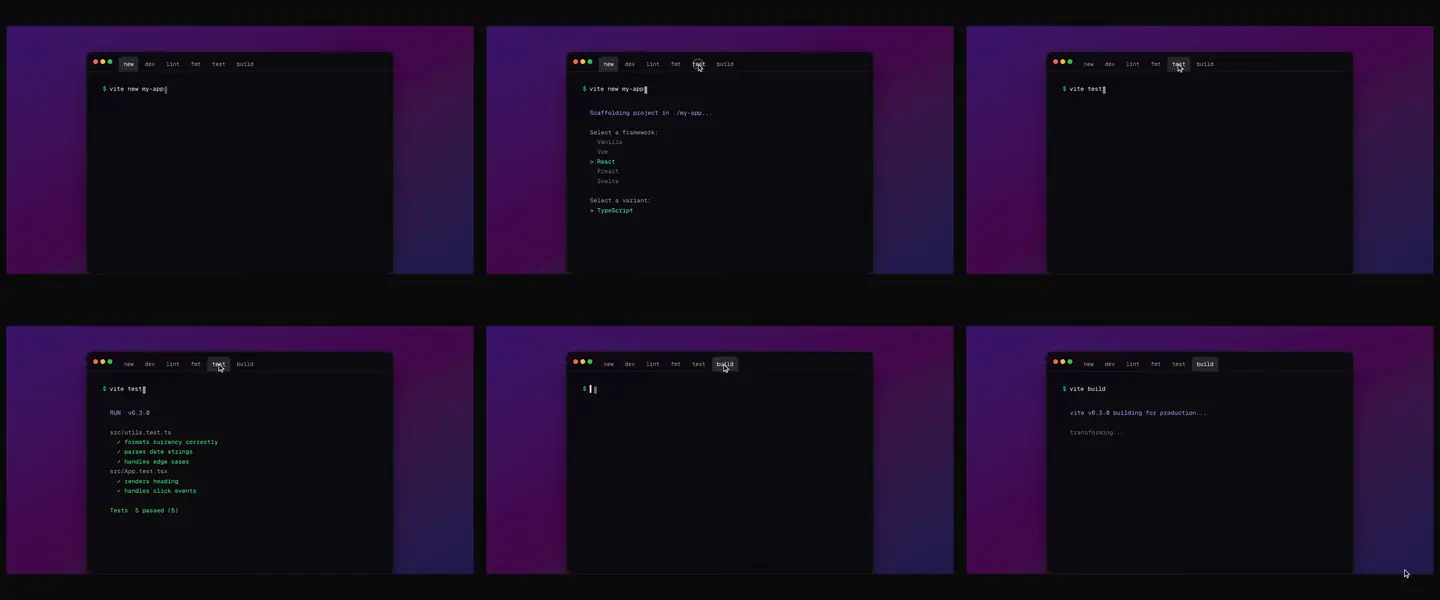 new dev lint fmt test build
$ vite new my-app
new dev lint fmt test build
$ vite new my-app
Scaffolding project in ./my-app...
Select a framework:
Vanilla
Vue
> React
Preact
Svelte
Select a variant:
> TypeScript
new dev lint fmt test build
$ vite test
new dev lint fmt test build
$ vite test
RUN v6.3.0
src/utils.test.ts
✓ formats currency correctly
✓ parses date strings
✓ handles edge cases
src/App.test.tsx
✓ renders heading
✓ handles click events
Tests 5 passed (5)
new dev lint fmt test build
$
new dev lint fmt test build
$ vite build
vite v6.3.0 building for production...
transforming...